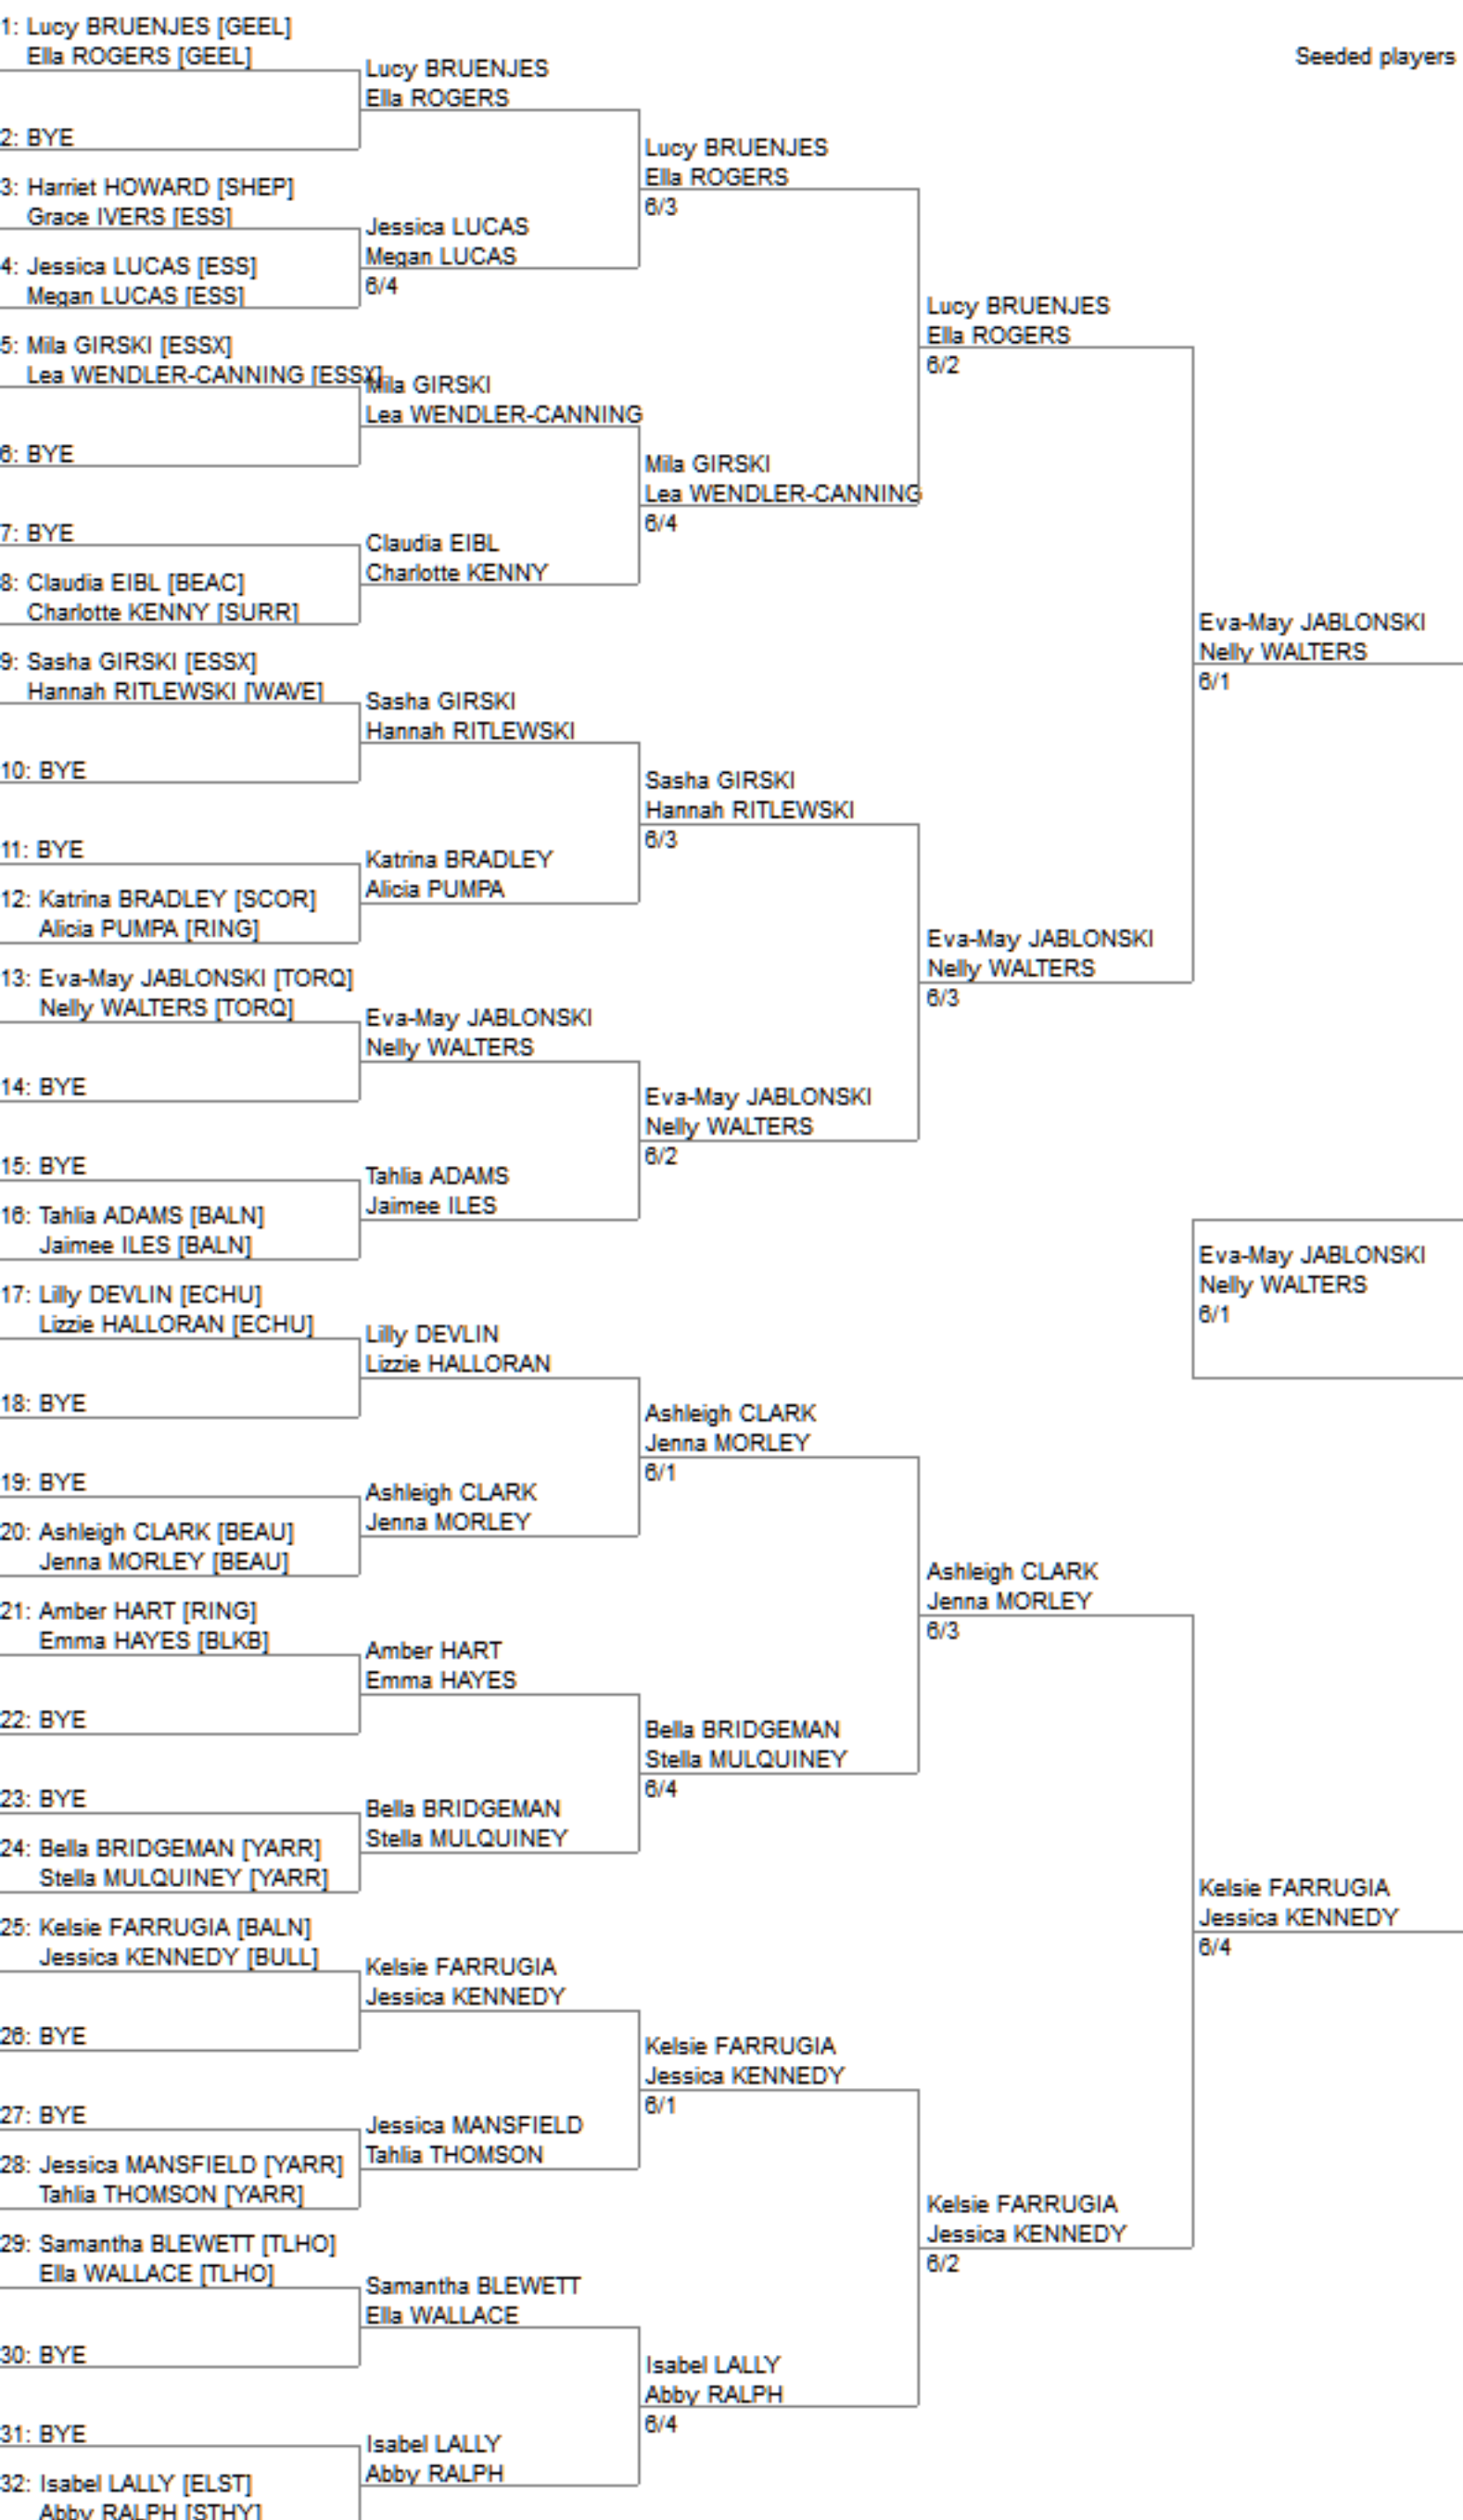 1: Lucy BRUENJES [GEEL]
Ella ROGERS [GEEL]
2: BYE
3: Harriet HOWARD [SHEP]
Grace IVERS [ESS]
4: Jessica LUCAS [ESS]
Megan LUCAS [ESS]
5: Mila GIRSKI [ESSX]
Lea WENDLER-CANNING [ESSX]
6: BYE
7: BYE
8: Claudia EIBL [BEAC]
Charlotte KENNY [SURR]
9: Sasha GIRSKI [ESSX]
Hannah RITLEWSKI [WAVE]
10: BYE
11: BYE
12: Katrina BRADLEY [SCOR]
Alicia PUMPA [RING]
13: Eva-May JABLONSKI [TORQ]
Nelly WALTERS [TORQ]
14: BYE
15: BYE
16: Tahlia ADAMS [BALN]
Jaimee ILES [BALN]
17: Lilly DEVLIN [ECHU]
Lizzie HALLORAN [ECHU]
18: BYE
19: BYE
20: Ashleigh CLARK [BEAU]
Jenna MORLEY [BEAU]
21: Amber HART [RING]
Emma HAYES [BLKB]
22: BYE
23: BYE
24: Bella BRIDGEMAN [YARR]
Stella MULQUINEY [YARR]
25: Kelsie FARRUGIA [BALN]
Jessica KENNEDY [BULL]
26: BYE
27: BYE
28: Jessica MANSFIELD [YARR]
Tahlia THOMSON [YARR]
29: Samantha BLEWETT [TLHO]
Ella WALLACE [TLHO]
30: BYE
31: BYE
32: Isabel LALLY [ELST]
Abby RALPH [STHY]
Lucy BRUENJES
Ella ROGERS
Jessica LUCAS
Megan LUCAS
6/4
Mila GIRSKI
Lea WENDLER-CANNING
Claudia EIBL
Charlotte KENNY
Sasha GIRSKI
Hannah RITLEWSKI
Katrina BRADLEY
Alicia PUMPA
Eva-May JABLONSKI
Nelly WALTERS
Tahlia ADAMS
Jaimee ILES
Lilly DEVLIN
Lizzie HALLORAN
Ashleigh CLARK
Jenna MORLEY
Amber HART
Emma HAYES
Bella BRIDGEMAN
Stella MULQUINEY
Kelsie FARRUGIA
Jessica KENNEDY
Jessica MANSFIELD
Tahlia THOMSON
Samantha BLEWETT
Ella WALLACE
Isabel LALLY
Abby RALPH
Lucy BRUENJES
Ella ROGERS
6/3
Mila GIRSKI
Lea WENDLER-CANNING
6/4
Sasha GIRSKI
Hannah RITLEWSKI
6/3
Eva-May JABLONSKI
Nelly WALTERS
6/2
Ashleigh CLARK
Jenna MORLEY
6/1
Bella BRIDGEMAN
Stella MULQUINEY
6/4
Kelsie FARRUGIA
Jessica KENNEDY
6/1
Isabel LALLY
Abby RALPH
6/4
Lucy BRUENJES
Ella ROGERS
6/2
Eva-May JABLONSKI
Nelly WALTERS
6/3
Ashleigh CLARK
Jenna MORLEY
6/3
Kelsie FARRUGIA
Jessica KENNEDY
6/2
Seeded players
Eva-May JABLONSKI
Nelly WALTERS
6/1
Eva-May JABLONSKI
Nelly WALTERS
6/1
Kelsie FARRUGIA
Jessica KENNEDY
6/4